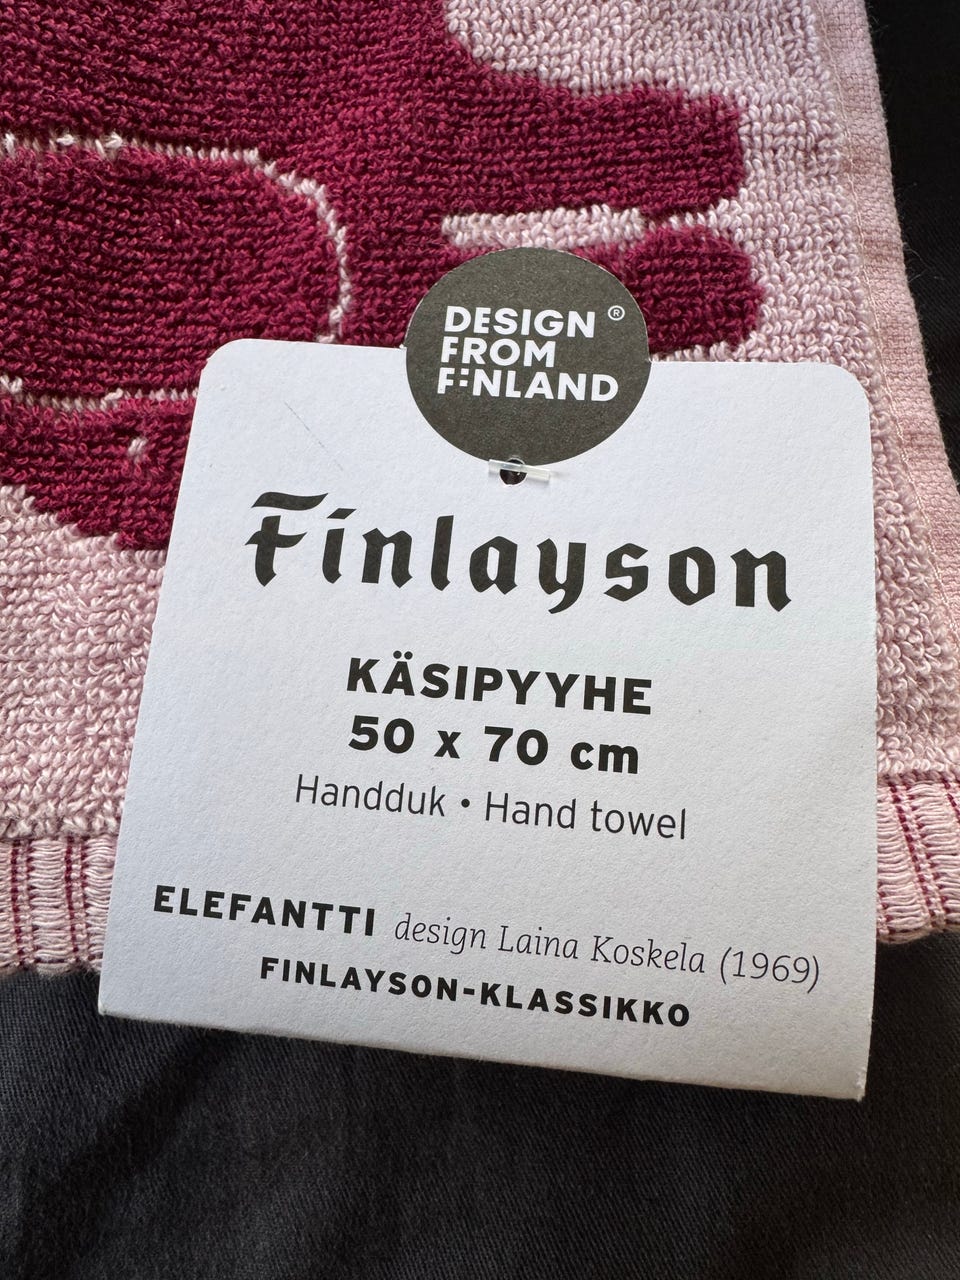 DESIGN ®
FROM
FINLAND
Finlayson
KÄSIPYYHE
50 x 70 cm
Handduk • Hand towel
ELEFANTTI design Laina Koskela (1969)
FINLAYSON-KLASSIKKO